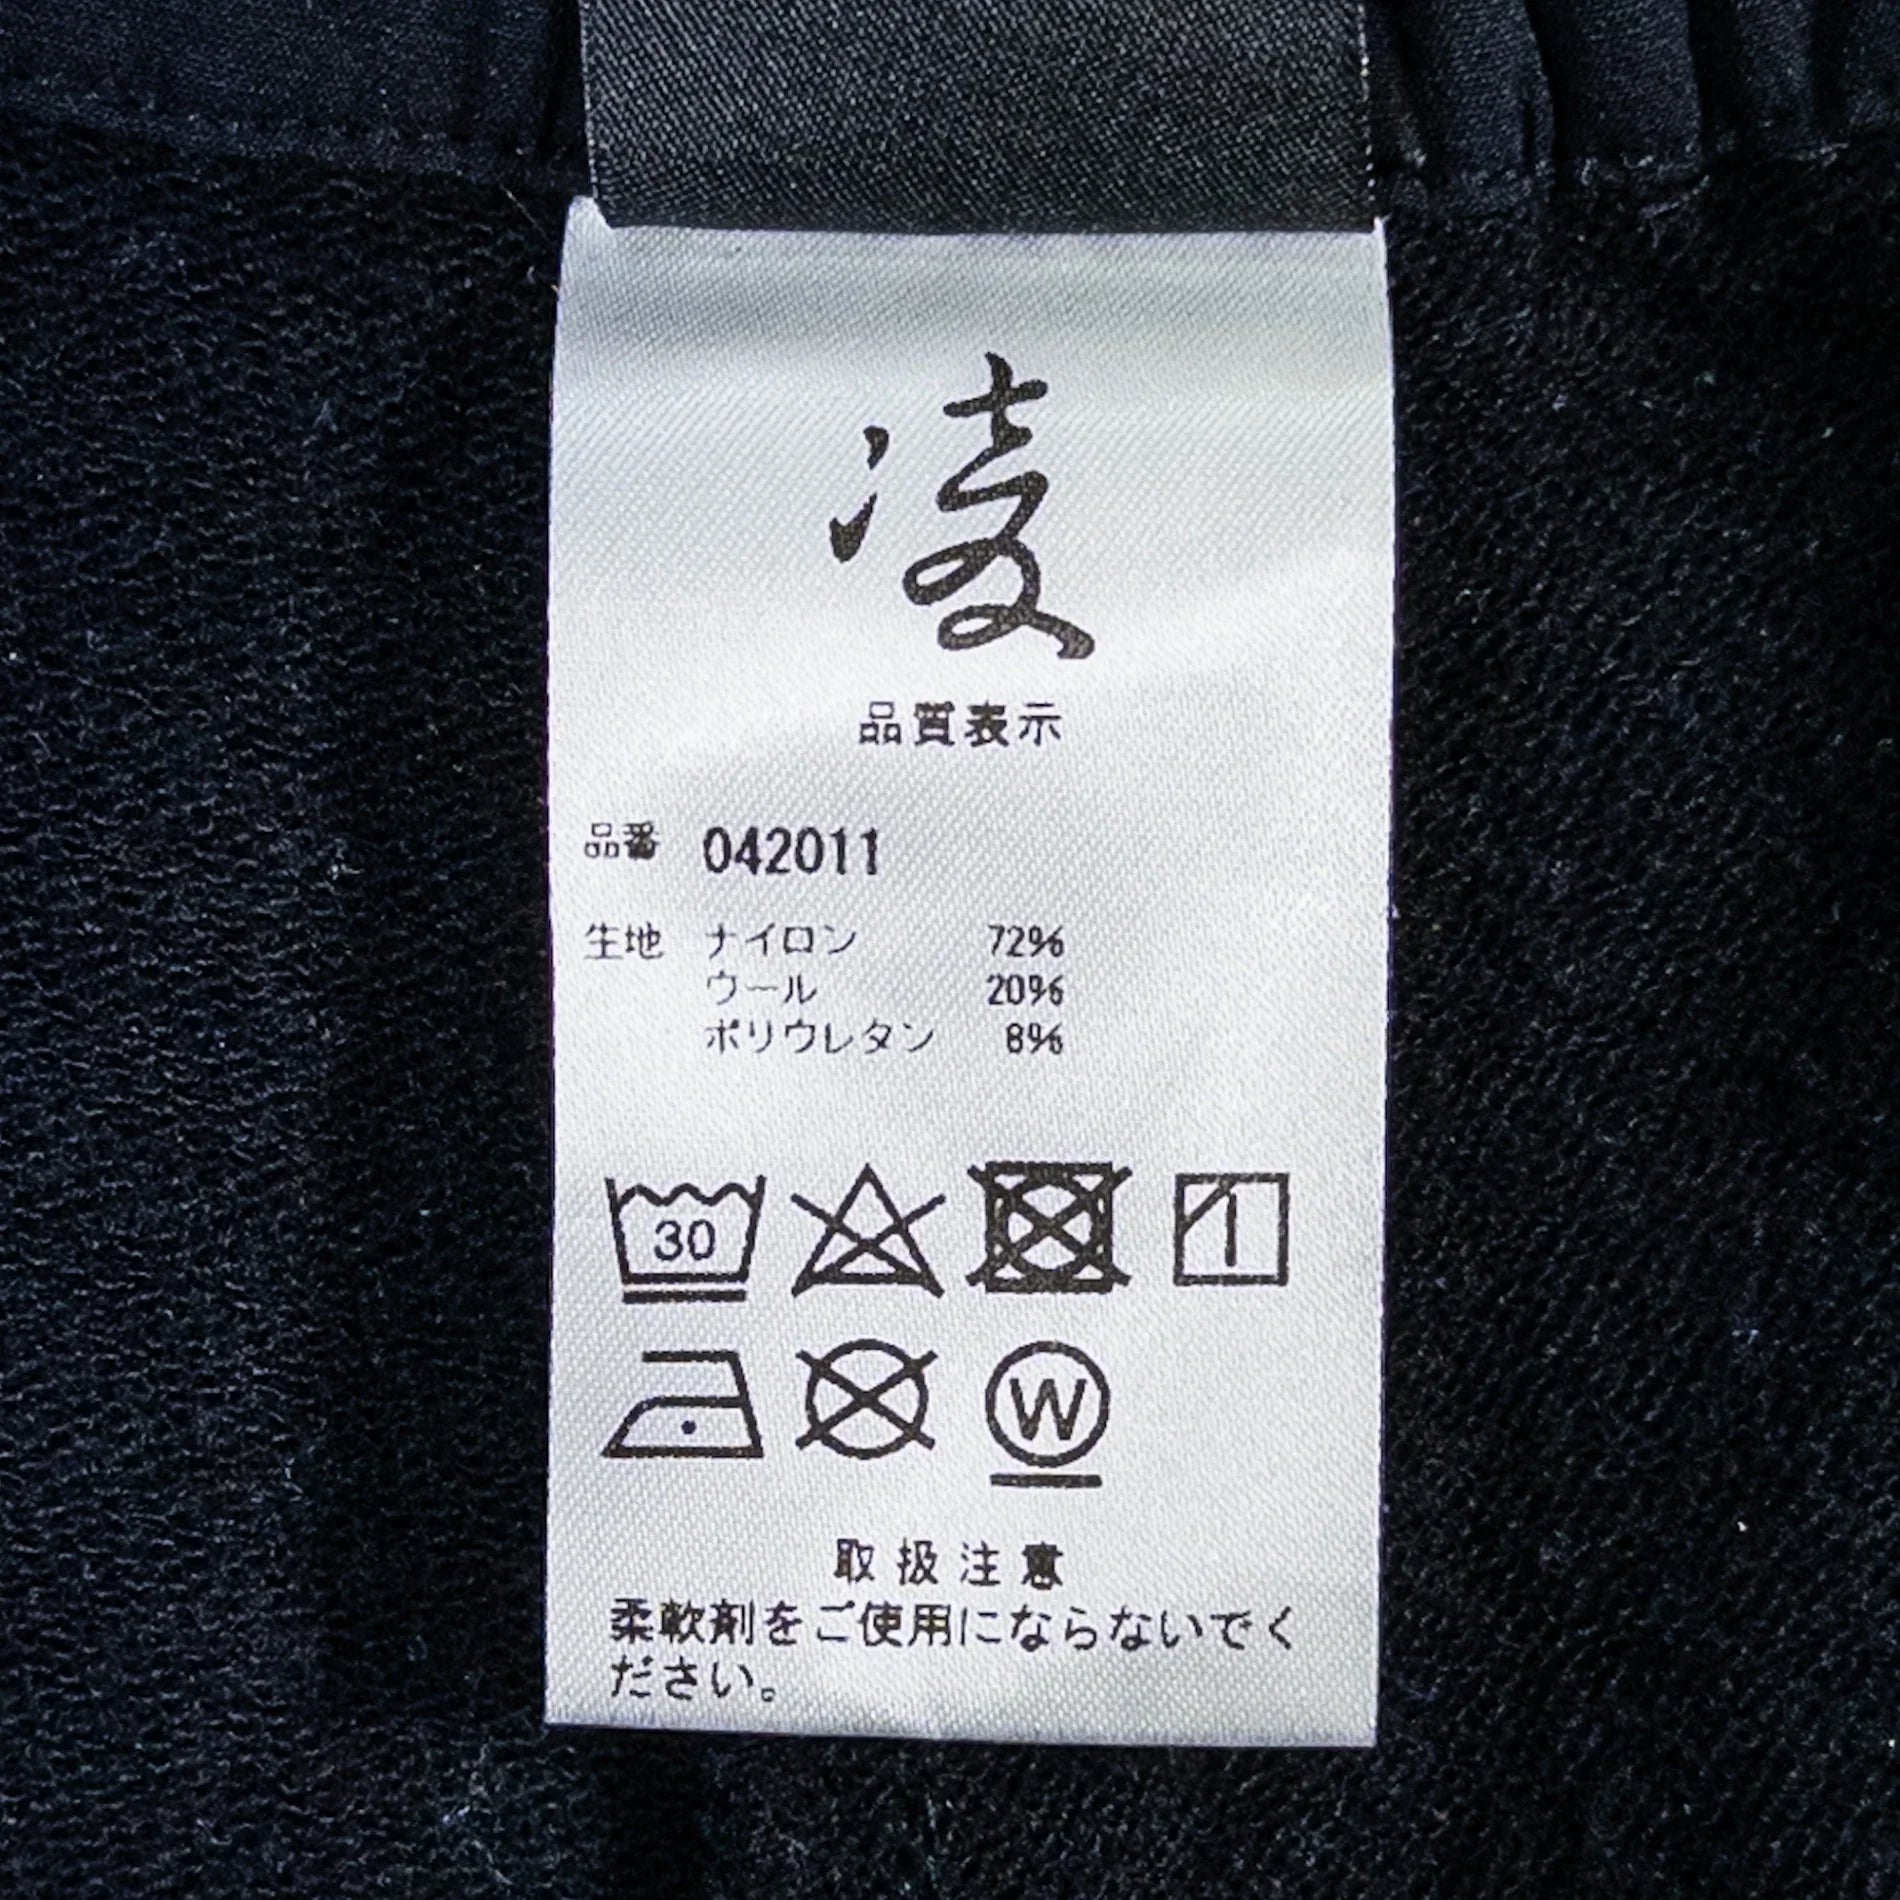 凌
品質表示
品番 042011
生地 ナイロン 72%
ウール 20%
ポリウレタン 8%
30
W
取扱注意
柔軟剤をご使用にならないでく
ださい。